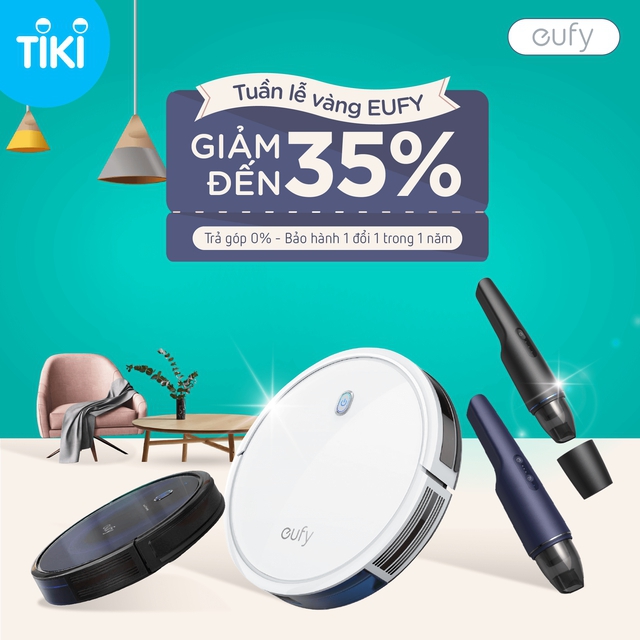 TiKi
eufy
Tuần lễ vàng EUFY
GIẢM
ĐẾN
35%
Trả góp 0% - Bảo hành 1 đổi 1 trong 1 năm
eufy